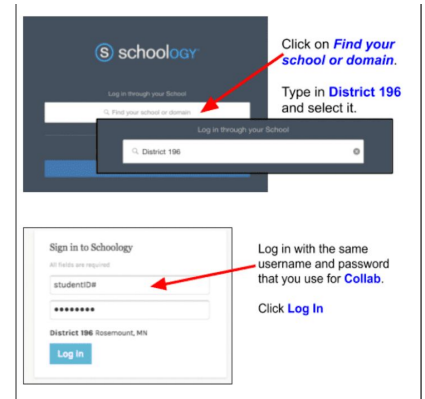 schoology
Click on Find your
school or domain.
Log in through your School
Find your school or domain
Type in District 196
and select it.
Log in through your School
District 196
Sign in to Schoology
All fields are required
studentID#
••••••••
District 196 Rosemount, MN
Log in
Log in with the same
username and password
that you use for Collab.
Click Log In